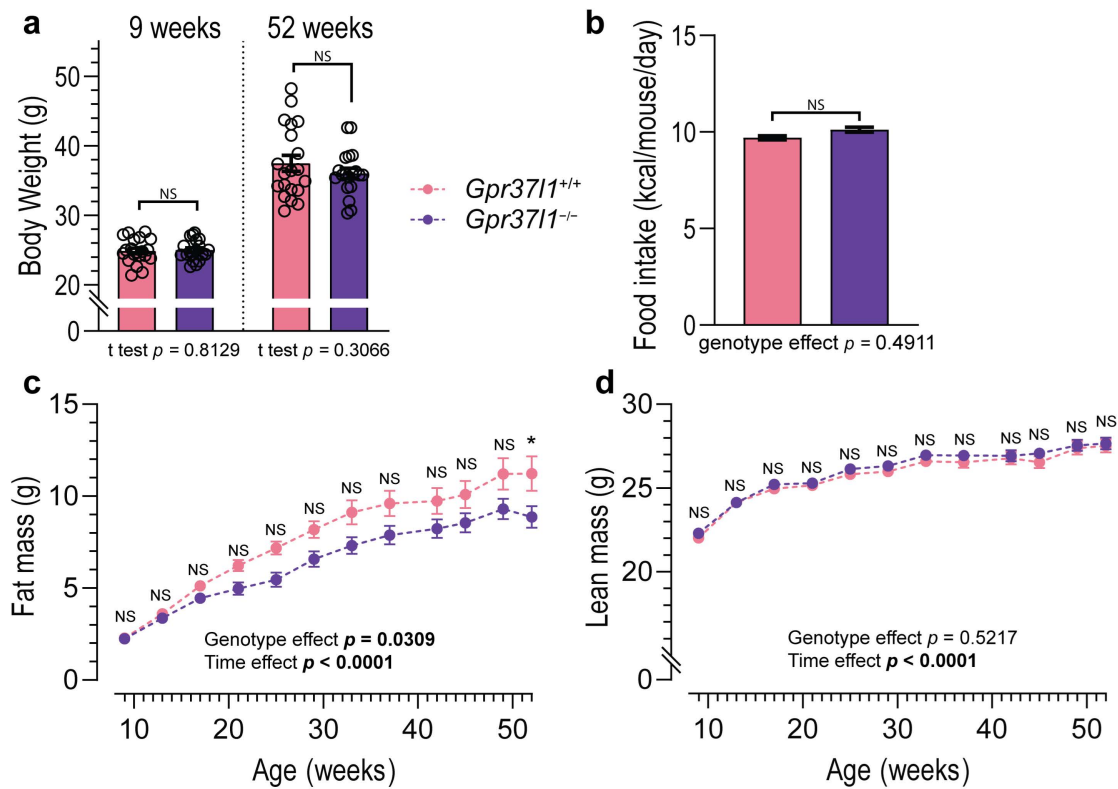 a
9 weeks
52 weeks
Body Weight (g)
50
40
30
20
0
NS
NS
t test p = 0.8129
t test p = 0.3066
Gpr37l1+/+
Gpr37l1−/−
b
Food intake (kcal/mouse/day)
15
10
5
0
NS
genotype effect p = 0.4911
c
Fat mass (g)
15
10
5
0
NS
NS
NS
NS
NS
NS
NS
NS
NS
NS
NS
*
Genotype effect p = 0.0309
Time effect p < 0.0001
10
20
30
40
50
Age (weeks)
d
Lean mass (g)
30
25
20
0
NS
NS
NS
NS
NS
NS
NS
NS
NS
NS
NS
NS
Genotype effect p = 0.5217
Time effect p < 0.0001
10
20
30
40
50
Age (weeks)